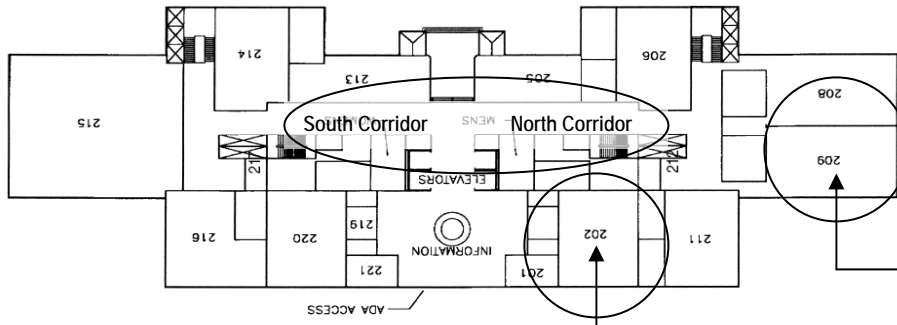 214
206
213
205
208
215
MENS
South Corridor
North Corridor
217
209
ELEVATORS
219
216
220
INFORMATION
202
211
221
201
ADA ACCESS